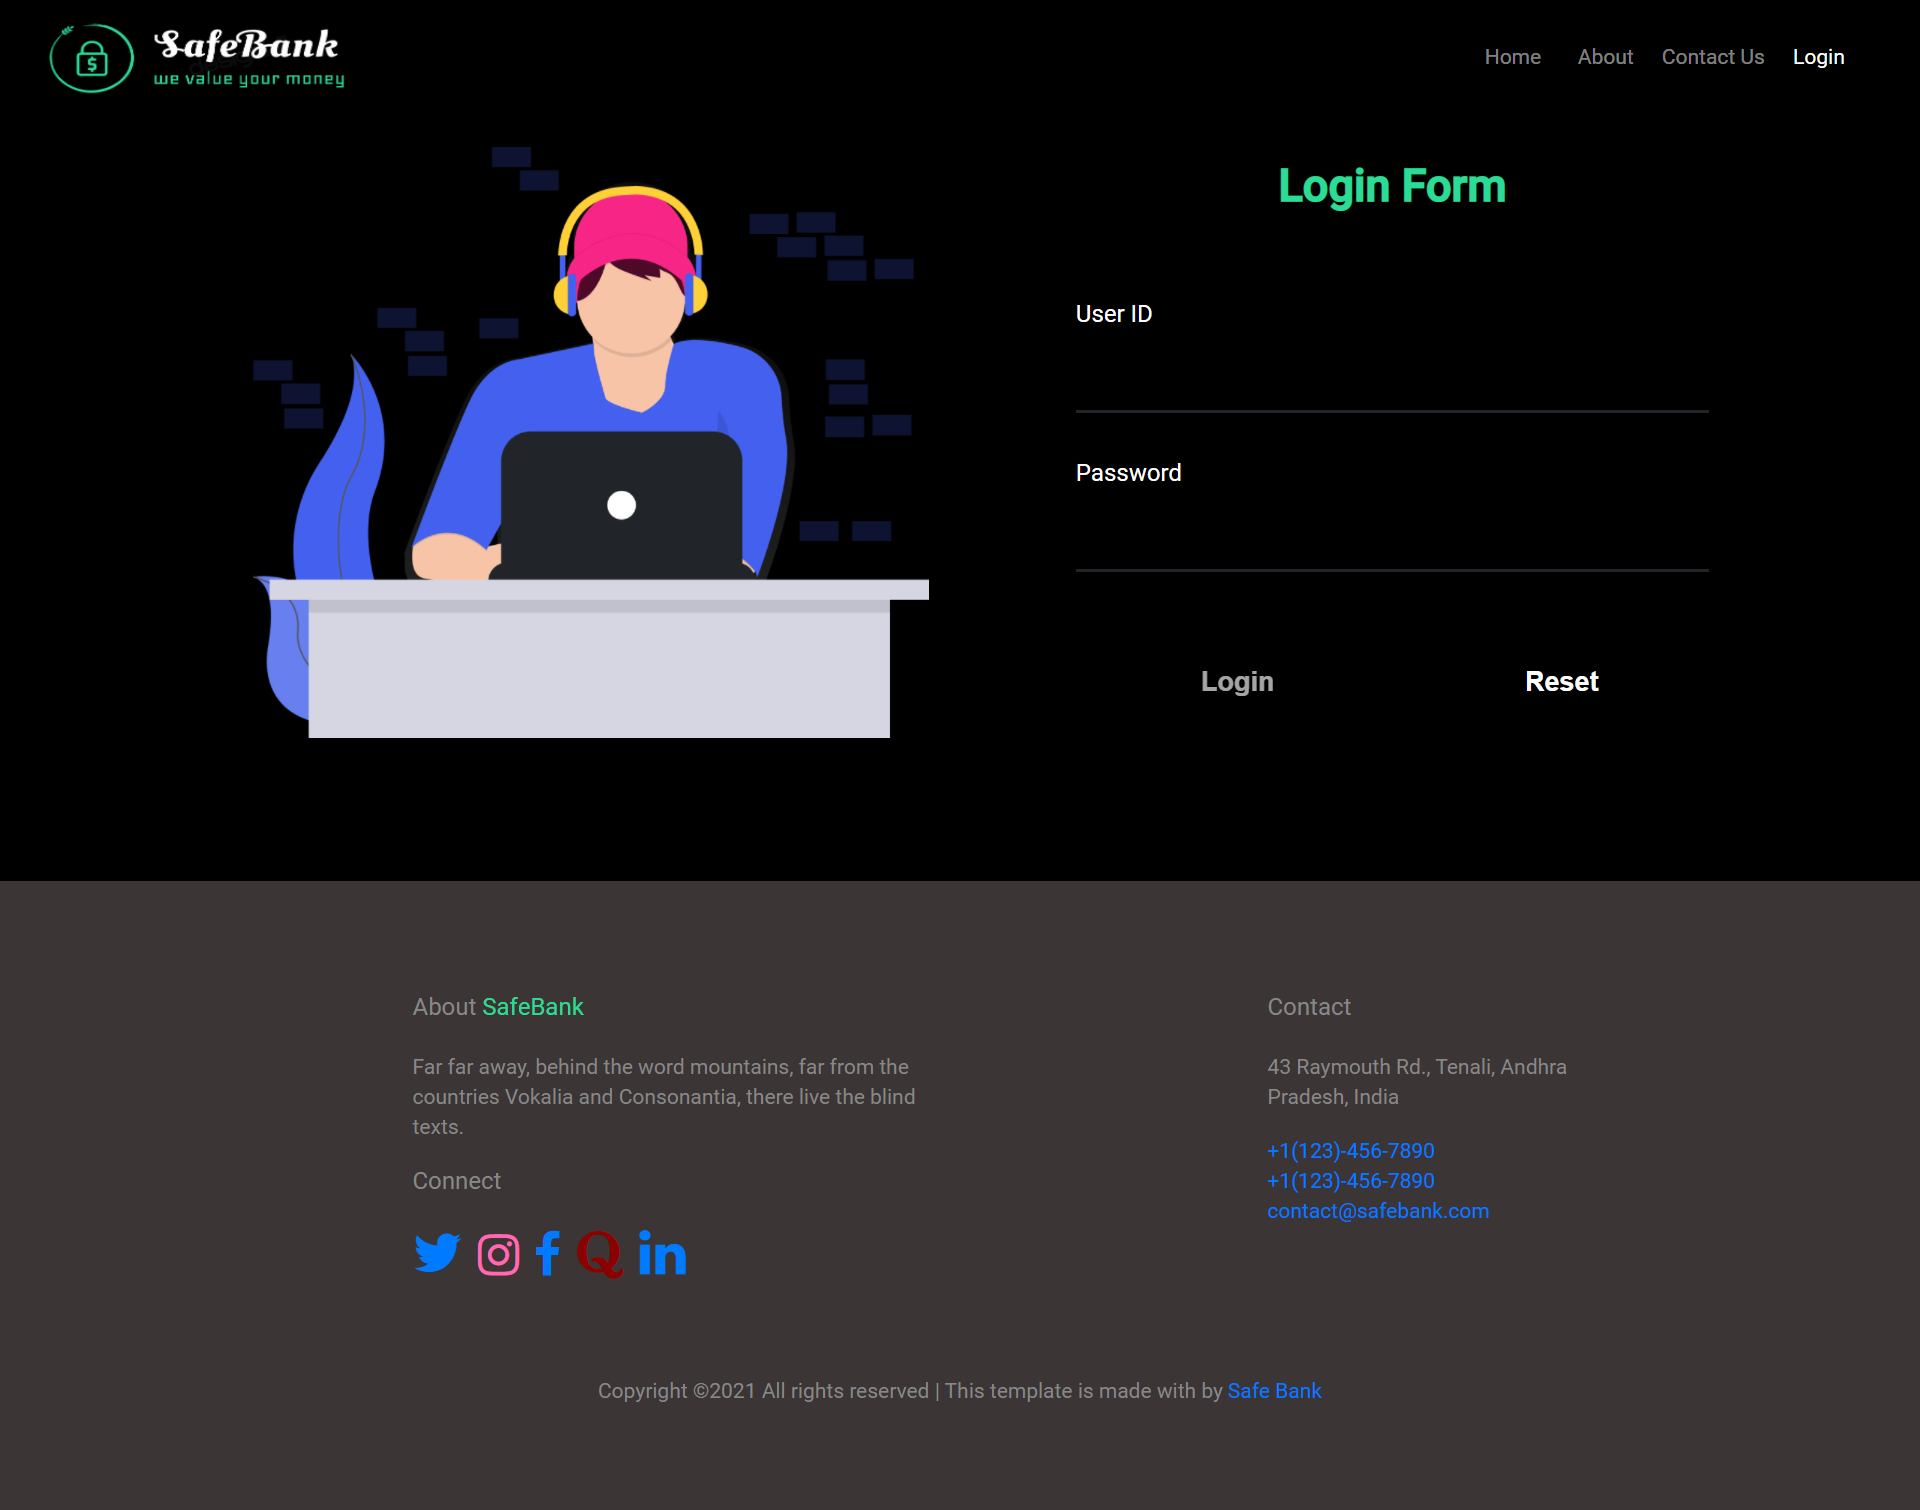 SafeBank
we value your money
Home About Contact Us Login
Login Form
User ID
Password
Login Reset
About SafeBank
Far far away, behind the word mountains, far from the
countries Vokalia and Consonantia, there live the blind
texts.
Connect
Contact
43 Raymouth Rd., Tenali, Andhra
Pradesh, India
+1(123)-456-7890
+1(123)-456-7890
contact@safebank.com
Copyright ©2021 All rights reserved | This template is made with by Safe Bank